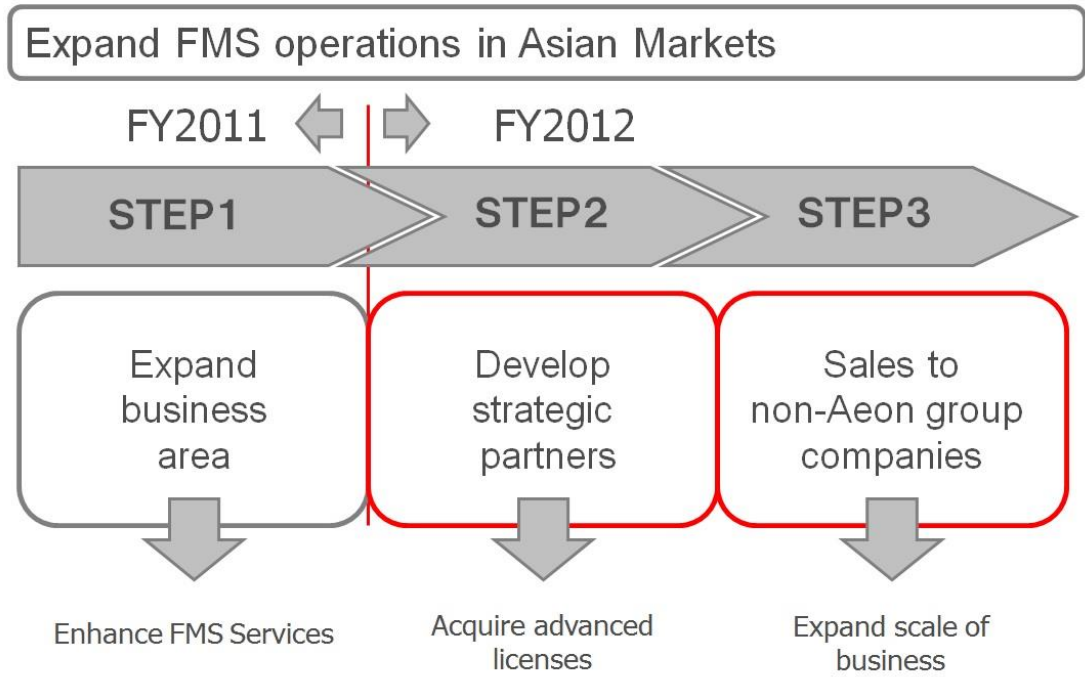 Expand FMS operations in Asian Markets
FY2011
FY2012
STEP1
STEP2
STEP3
Expand
business
area
Develop
strategic
partners
Sales to
non-Aeon group
companies
Enhance FMS Services
Acquire advanced
licenses
Expand scale of
business